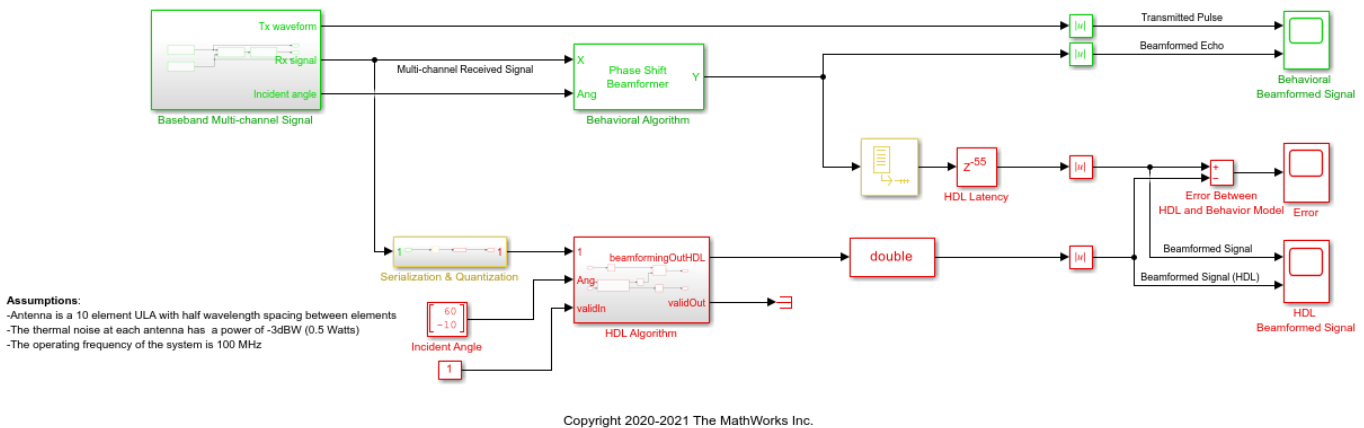 Tx waveform
Rx signal
Incident angle
Baseband Multi-channel Signal
Multi-channel Received Signal
X
Ang
Phase Shift
Beamformer
Y
Behavioral Algorithm
|u|
Transmitted Pulse
|u|
Beamformed Echo
Behavioral
Beamformed Signal
Z-55
HDL Latency
|u|
+
−
Error Between
HDL and Behavior Model
Error
1
1
Serialization & Quantization
1
Ang
validIn
beamformingOutHDL
validOut
HDL Algorithm
double
|u|
Beamformed Signal
Beamformed Signal (HDL)
HDL
Beamformed Signal
60
-10
Incident Angle
1
Assumptions:
-Antenna is a 10 element ULA with half wavelength spacing between elements
-The thermal noise at each antenna has a power of -3dBW (0.5 Watts)
-The operating frequency of the system is 100 MHz
Copyright 2020-2021 The MathWorks Inc.